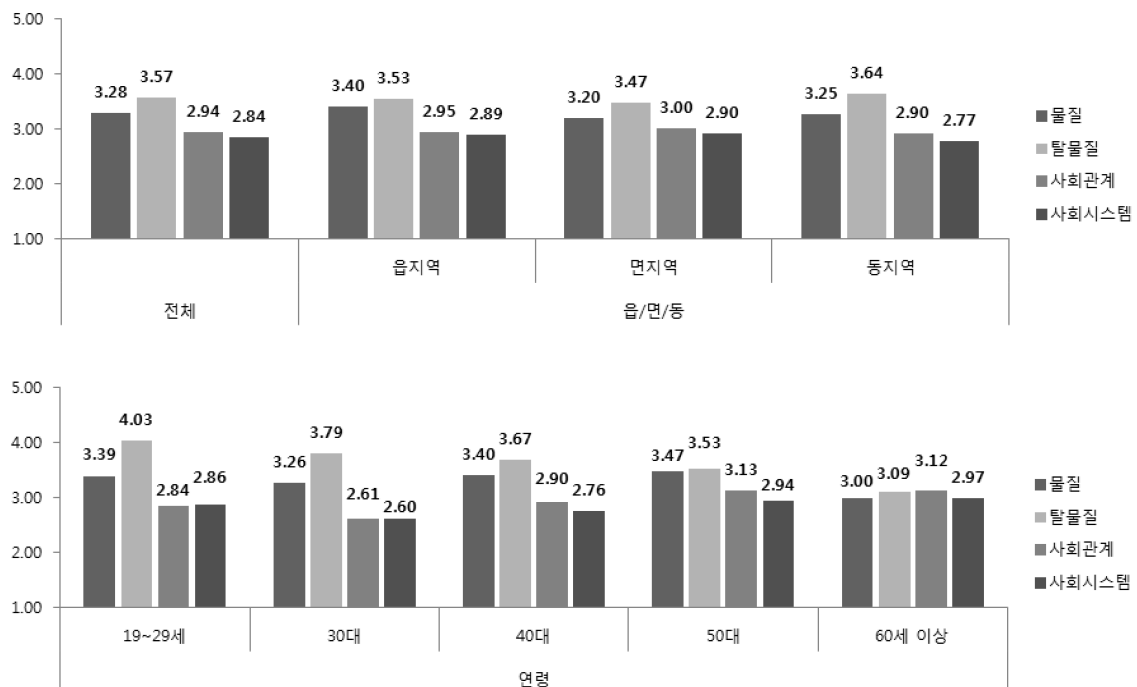 5.00
4.00
3.00
2.00
1.00
3.28
3.57
2.94
2.84
3.40
3.53
2.95
2.89
3.20
3.47
3.00
2.90
3.25
3.64
2.90
2.77
물질
탈물질
사회관계
사회시스템
읍지역
면지역
동지역
전체
읍/면/동
5.00
4.00
3.00
2.00
1.00
3.39
4.03
2.84
2.86
3.26
3.79
2.61
2.60
3.40
3.67
2.90
2.76
3.47
3.53
3.13
2.94
3.00
3.09
3.12
2.97
물질
탈물질
사회관계
사회시스템
19~29세
30대
40대
50대
60세 이상
연령